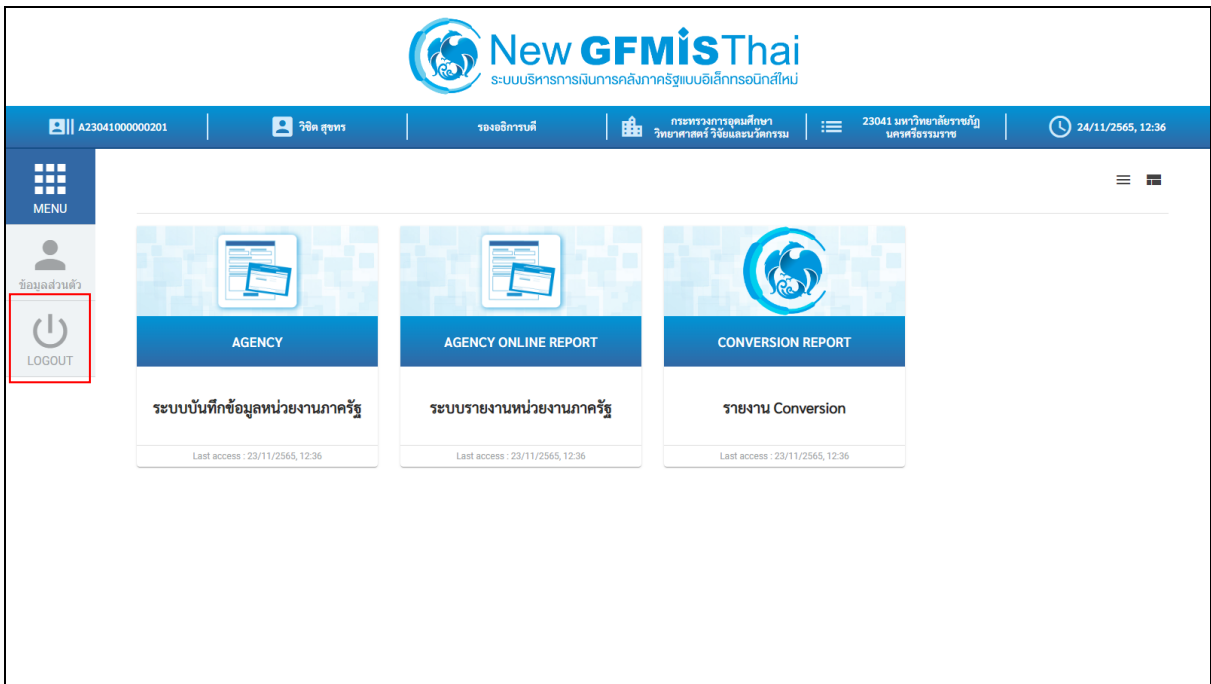 New GFMIS Thai
ระบบบริหารการเงินการคลังภาครัฐแบบอิเล็กทรอนิกส์ใหม่
A23041000000201
วิชิต สุขทร
รองอธิการบดี
กระทรวงการอุดมศึกษา
วิทยาศาสตร์ วิจัยและนวัตกรรม
23041 มหาวิทยาลัยราชภัฏ
นครศรีธรรมราช
24/11/2565, 12:36
MENU
ข้อมูลส่วนตัว
LOGOUT
AGENCY
ระบบบันทึกข้อมูลหน่วยงานภาครัฐ
Last access : 23/11/2565, 12:36
AGENCY ONLINE REPORT
ระบบรายงานหน่วยงานภาครัฐ
Last access : 23/11/2565, 12:36
CONVERSION REPORT
รายงาน Conversion
Last access : 23/11/2565, 12:36